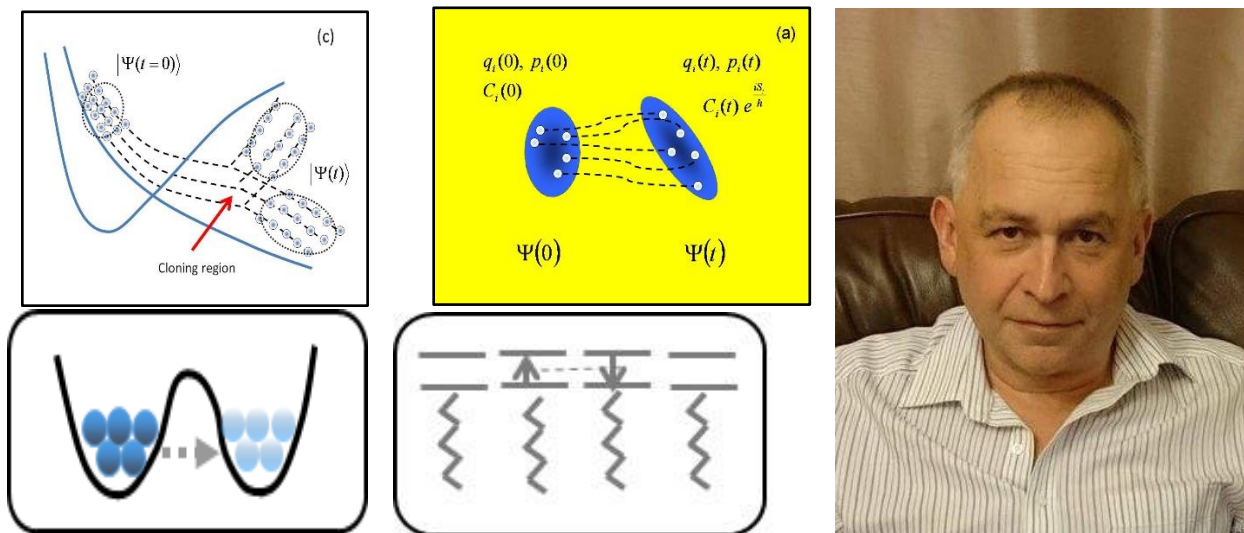 (c)
|Ψ(t=0)⟩
|Ψ(t)⟩
Cloning region
(a)
q_i(0), p_i(0)
C_i(0)
q_i(t), p_i(t)
C_i(t) e^{iS_i/h}
Ψ(0)
Ψ(t)